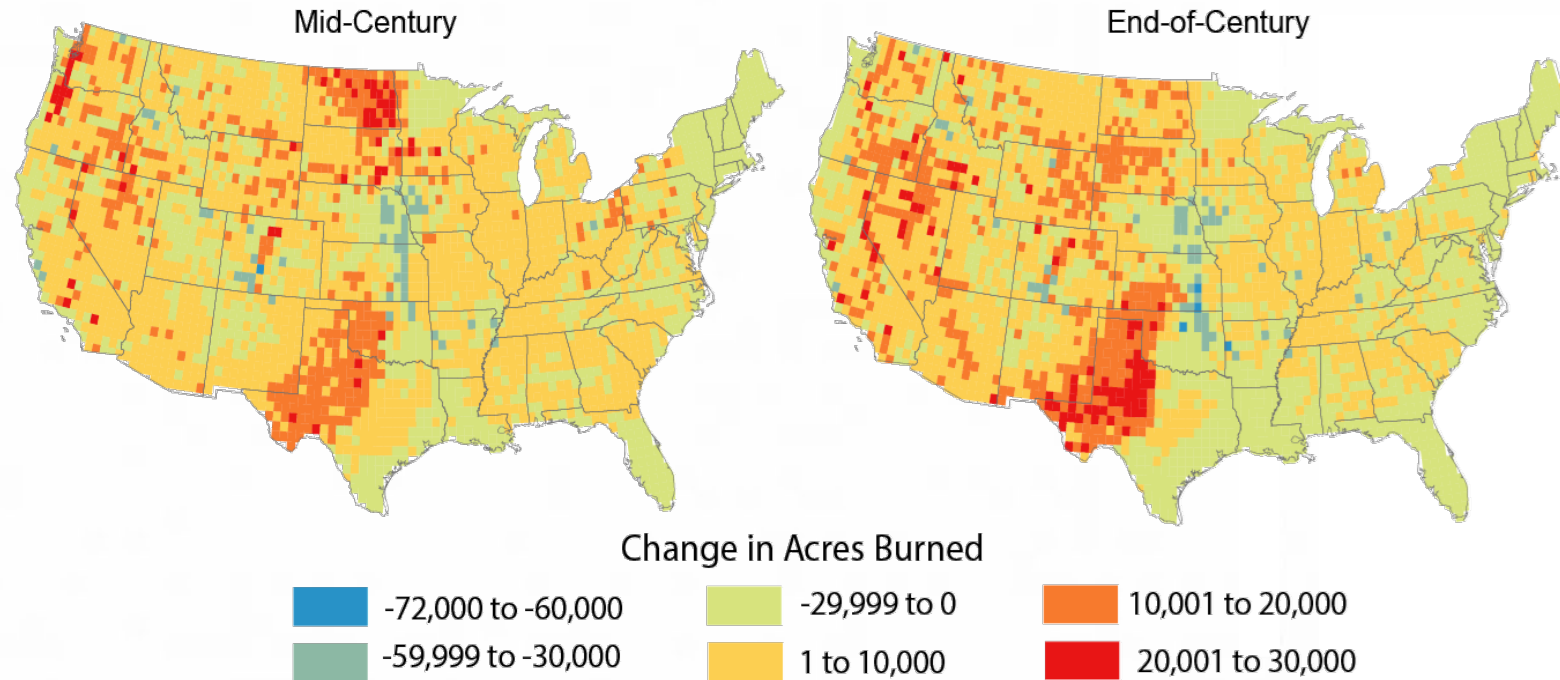 Mid-Century
End-of-Century
Change in Acres Burned
-72,000 to -60,000
-29,999 to 0
10,001 to 20,000
-59,999 to -30,000
1 to 10,000
20,001 to 30,000